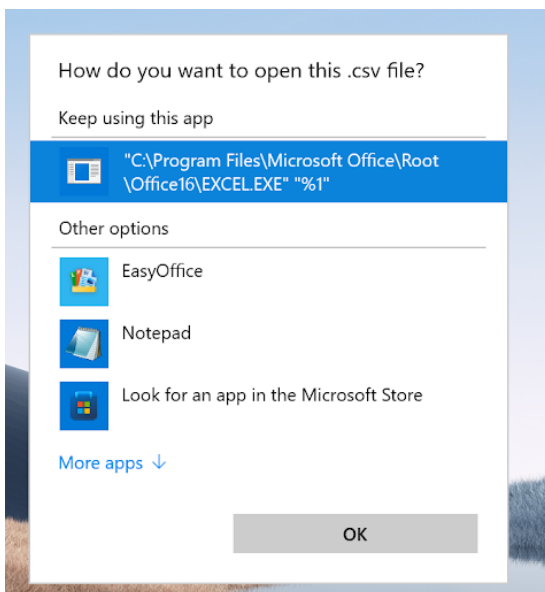 How do you want to open this .csv file?
Keep using this app
"C:\Program Files\Microsoft Office\Root
\Office16\EXCEL.EXE" "%1"
Other options
EasyOffice
Notepad
Look for an app in the Microsoft Store
More apps ↓
OK